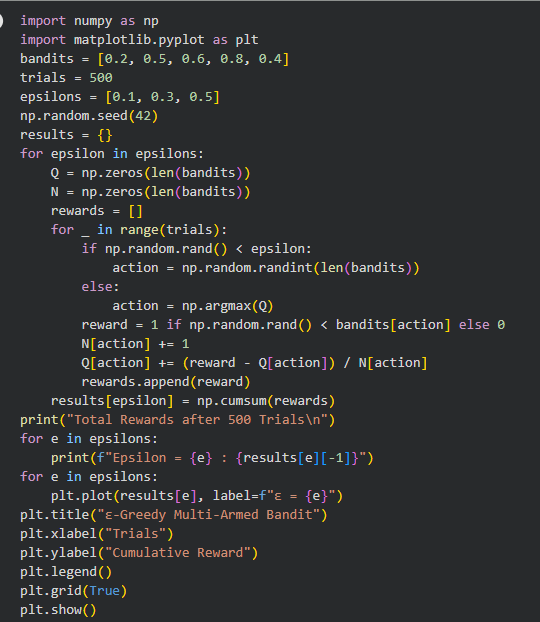 import numpy as np
import matplotlib.pyplot as plt
bandits = [0.2, 0.5, 0.6, 0.8, 0.4]
trials = 500
epsilons = [0.1, 0.3, 0.5]
np.random.seed(42)
results = {}
for epsilon in epsilons:
    Q = np.zeros(len(bandits))
    N = np.zeros(len(bandits))
    rewards = []
    for _ in range(trials):
        if np.random.rand() < epsilon:
            action = np.random.randint(len(bandits))
        else:
            action = np.argmax(Q)
        reward = 1 if np.random.rand() < bandits[action] else 0
        N[action] += 1
        Q[action] += (reward - Q[action]) / N[action]
        rewards.append(reward)
    results[epsilon] = np.cumsum(rewards)
print("Total Rewards after 500 Trials\n")
for e in epsilons:
    print(f"Epsilon = {e} : {results[e][-1]}")
for e in epsilons:
    plt.plot(results[e], label=f"ε = {e}")
plt.title("ε-Greedy Multi-Armed Bandit")
plt.xlabel("Trials")
plt.ylabel("Cumulative Reward")
plt.legend()
plt.grid(True)
plt.show()